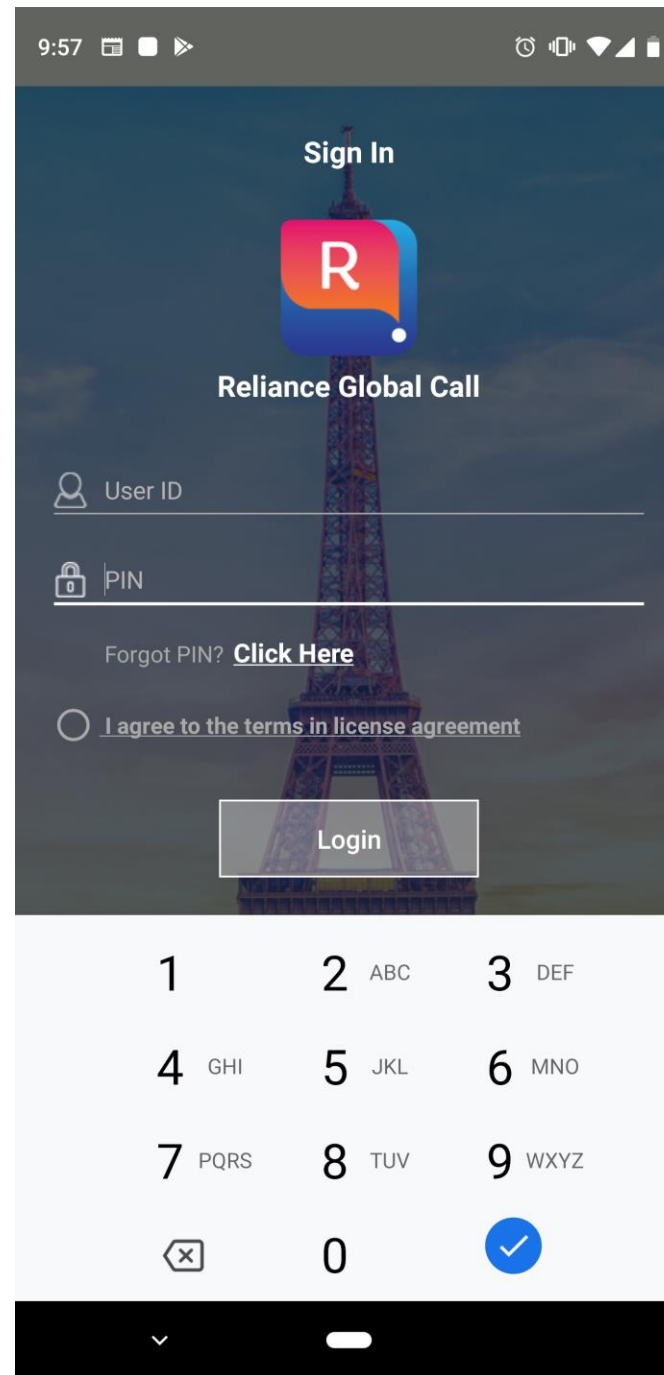 9:57
Sign In
R
Reliance Global Call
User ID
PIN
Forgot PIN? Click Here
I agree to the terms in license agreement
Login
1 2 ABC 3 DEF
4 GHI 5 JKL 6 MNO
7 PQRS 8 TUV 9 WXYZ
0